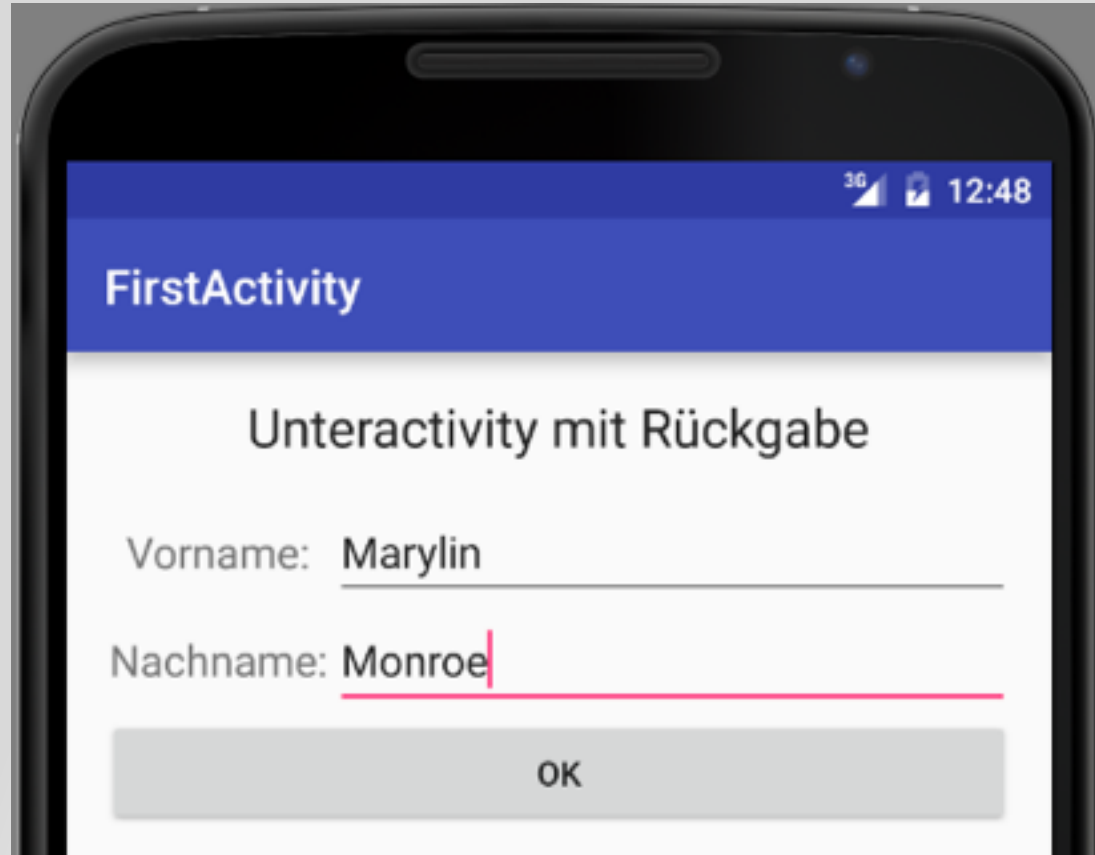 3G 12:48
FirstActivity
Unteractivity mit Rückgabe
Vorname: Marylin
Nachname: Monroe
OK